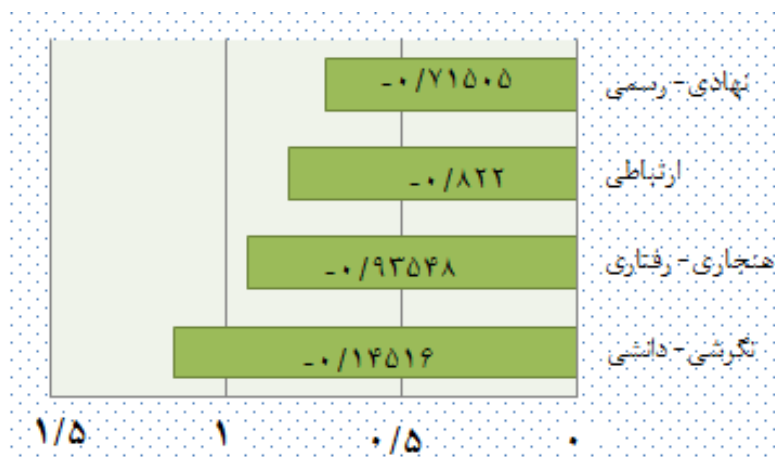 نهادی- رسمی
-۰/۷۱۵۰۵
ارتباطی
-۰/۸۲۲
هنجاری- رفتاری
-۰/۹۳۵۴۸
نگرشی- دانشی
-۰/۱۴۵۱۶
۰ ۰/۵ ۱ ۱/۵